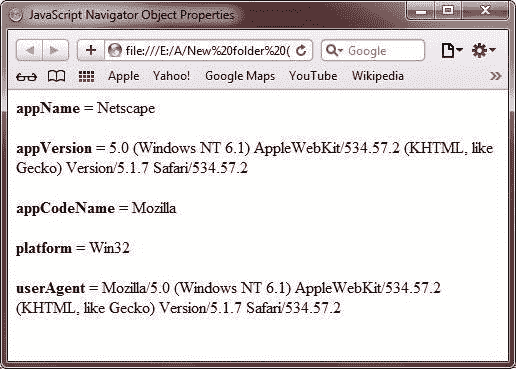 JavaScript Navigator Object Properties
file:///E:/A/New%20folder%20(
Google
Apple Yahoo! Google Maps YouTube Wikipedia
appName = Netscape
appVersion = 5.0 (Windows NT 6.1) AppleWebKit/534.57.2 (KHTML, like
Gecko) Version/5.1.7 Safari/534.57.2
appCodeName = Mozilla
platform = Win32
userAgent = Mozilla/5.0 (Windows NT 6.1) AppleWebKit/534.57.2
(KHTML, like Gecko) Version/5.1.7 Safari/534.57.2